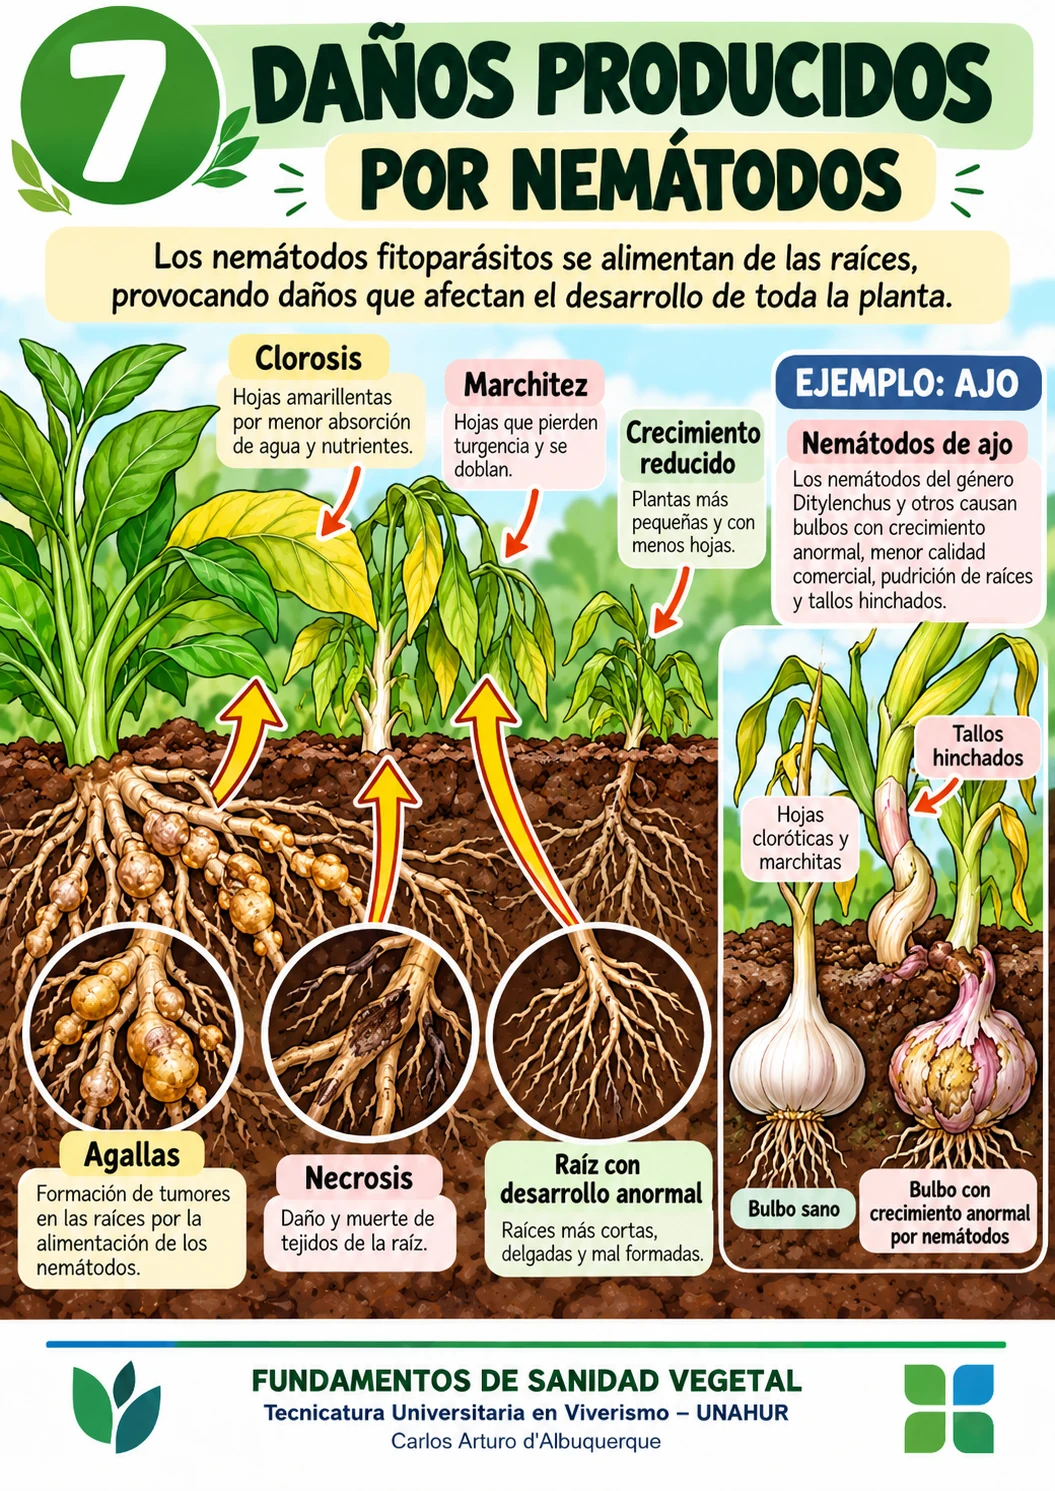 7
DAÑOS PRODUCIDOS
POR NEMÁTODOS
Los nemátodos fitoparásitos se alimentan de las raíces,
provocando daños que afectan el desarrollo de toda la planta.
Clorosis
Hojas amarillentas
por menor absorción
de agua y nutrientes.
Marchitez
Hojas que pierden
turgencia y se
doblan.
Crecimiento
reducido
Plantas más
pequeñas y con
menos hojas.
EJEMPLO: AJO
Nemátodos de ajo
Los nemátodos del género
Ditylenchus y otros causan
bulbos con crecimiento
anormal, menor calidad
comercial, pudrición de raíces
y tallos hinchados.
Tallos
hinchados
Hojas
cloróticas y
marchitas
Agallas
Formación de tumores
en las raíces por la
alimentación de los
nemátodos.
Necrosis
Daño y muerte de
tejidos de la raíz.
Raíz con
desarrollo anormal
Raíces más cortas,
delgadas y mal formadas.
Bulbo sano
Bulbo con
crecimiento anormal
por nemátodos
FUNDAMENTOS DE SANIDAD VEGETAL
Tecnicatura Universitaria en Viverismo – UNAHUR
Carlos Arturo d'Albuquerque